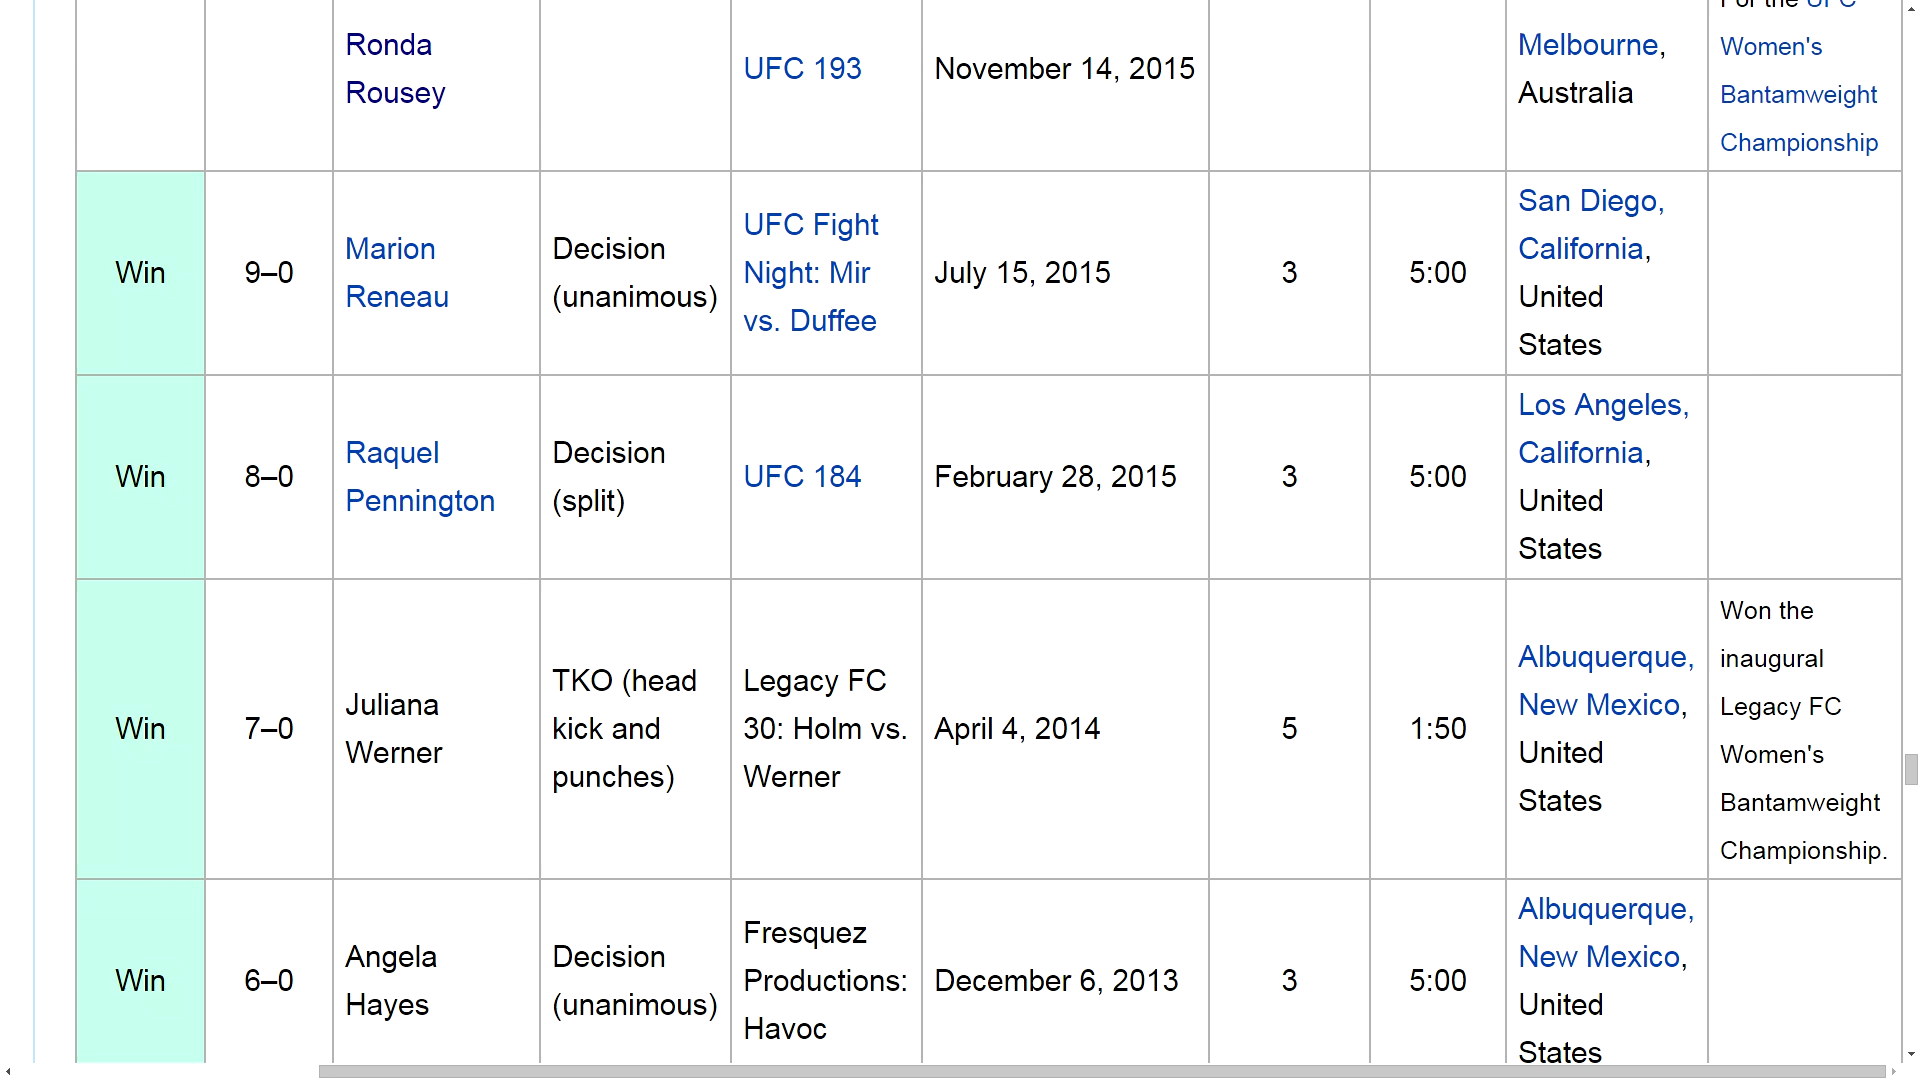 For the UFC
Women's
Bantamweight
Championship
Ronda
Rousey
UFC 193
November 14, 2015
Melbourne,
Australia
Win
9–0
Marion
Reneau
Decision
(unanimous)
UFC Fight
Night: Mir
vs. Duffee
July 15, 2015
3
5:00
San Diego,
California,
United
States
Win
8–0
Raquel
Pennington
Decision
(split)
UFC 184
February 28, 2015
3
5:00
Los Angeles,
California,
United
States
Win
7–0
Juliana
Werner
TKO (head
kick and
punches)
Legacy FC
30: Holm vs.
Werner
April 4, 2014
5
1:50
Albuquerque,
New Mexico,
United
States
Won the
inaugural
Legacy FC
Women's
Bantamweight
Championship.
Win
6–0
Angela
Hayes
Decision
(unanimous)
Fresquez
Productions:
Havoc
December 6, 2013
3
5:00
Albuquerque,
New Mexico,
United
States